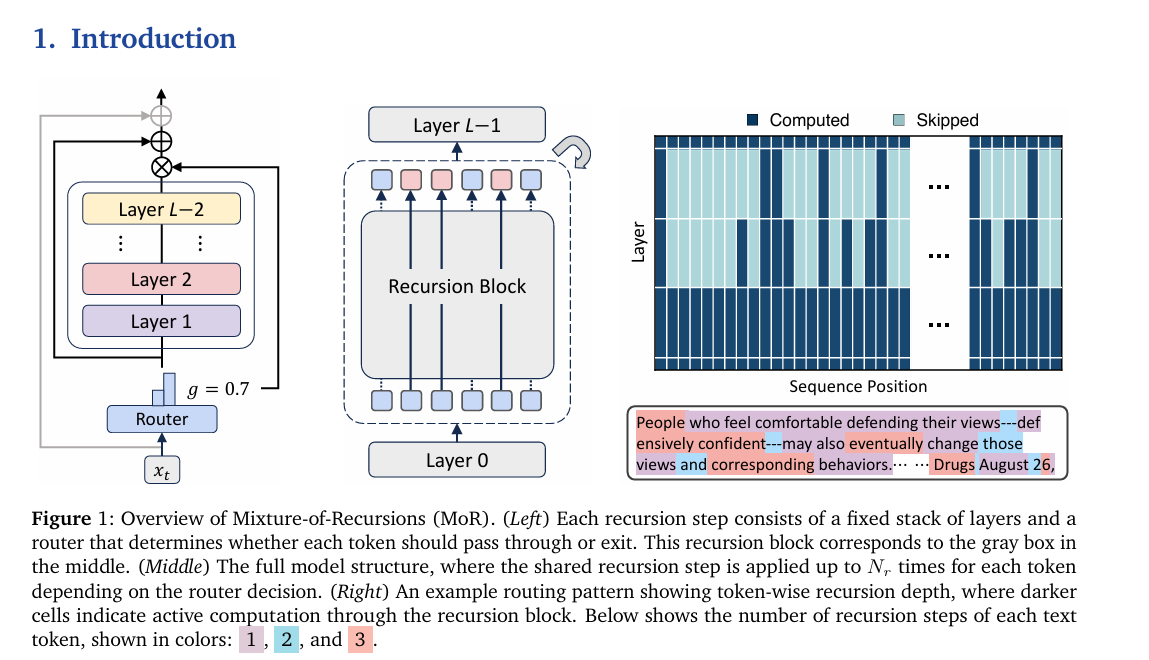 1. Introduction
Layer L−2
⋮ ⋮
Layer 2
Layer 1
g = 0.7
Router
xt
Layer L−1
Recursion Block
Layer 0
Computed Skipped
Layer
...
...
...
Sequence Position
People who feel comfortable defending their views---def
ensively confident---may also eventually change those
views and corresponding behaviors.··· ··· Drugs August 26,
Figure 1: Overview of Mixture-of-Recursions (MoR). (Left) Each recursion step consists of a fixed stack of layers and a
router that determines whether each token should pass through or exit. This recursion block corresponds to the gray box in
the middle. (Middle) The full model structure, where the shared recursion step is applied up to Nr times for each token
depending on the router decision. (Right) An example routing pattern showing token-wise recursion depth, where darker
cells indicate active computation through the recursion block. Below shows the number of recursion steps of each text
token, shown in colors: 1, 2, and 3.